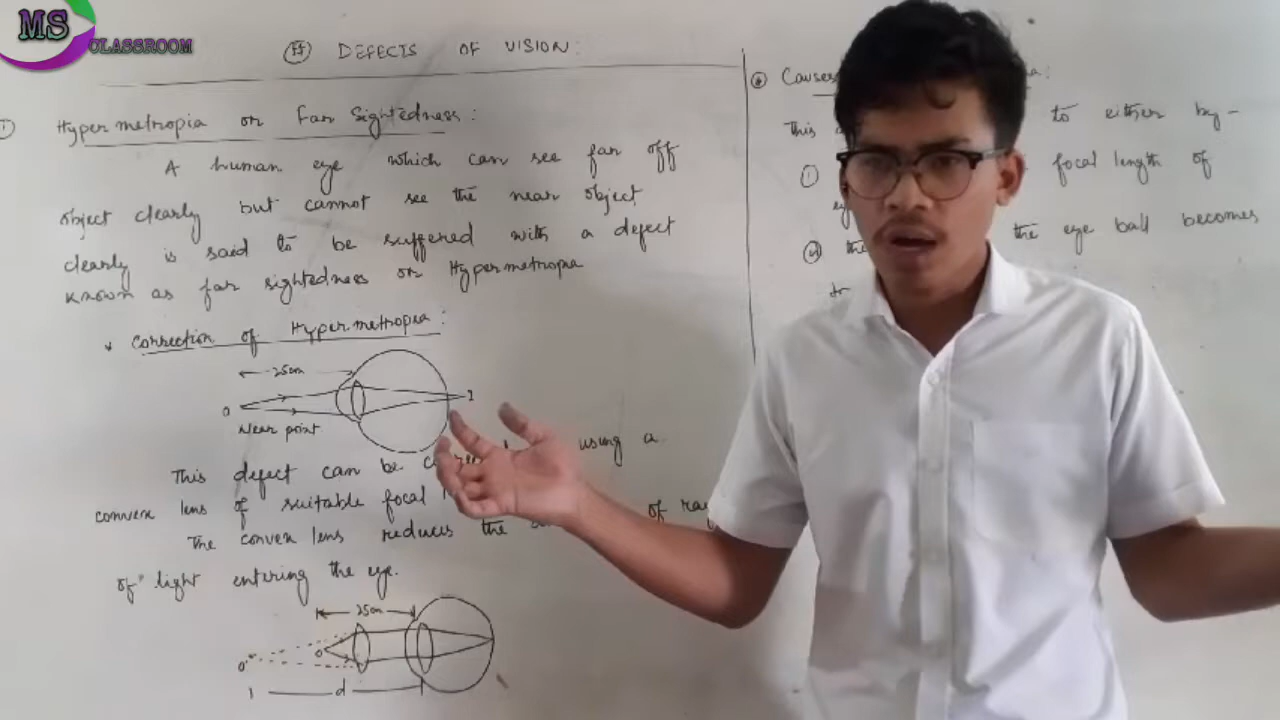 MS
CLASSROOM
# DEFECTS OF VISION:
① Hypermetropia or Far Sightedness:
A human eye which can see far off
object clearly but cannot see the near object
clearly is said to be suffered with a defect
known as far sightedness or Hypermetropia
* Correction of Hypermetropia:
25cm
O
I
Near point
This defect can be using a
convex lens of suitable focal
The convex lens reduces the of
of light entering the eye.
25cm
O' O
d
Causes
This to either by-
① focal length of
② the the eye ball becomes